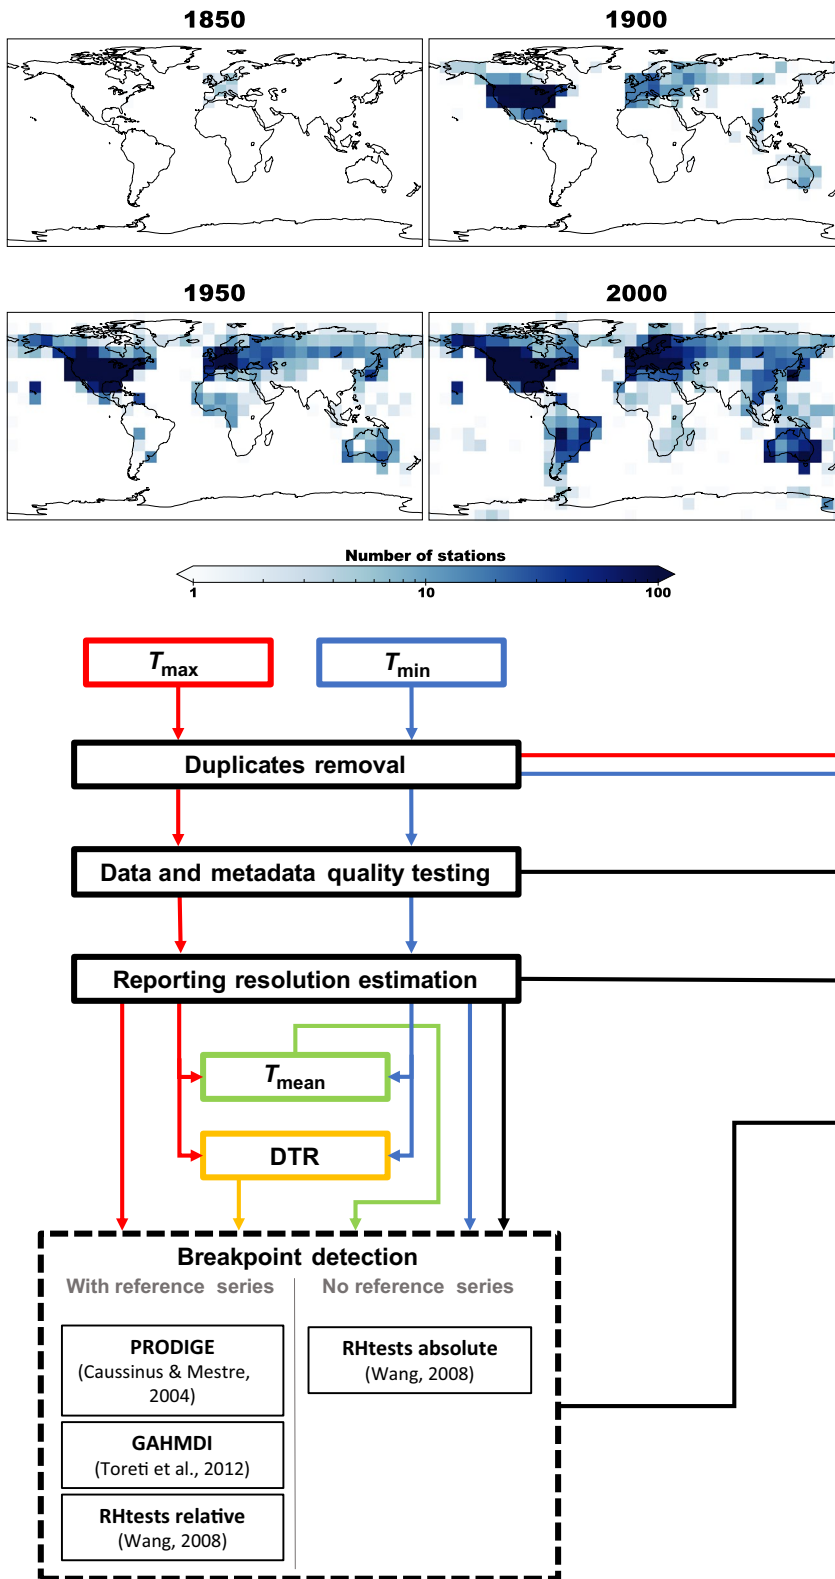 1850
1900
1950
2000
Number of stations
1
10
100
Tmax
Tmin
Duplicates removal
Data and metadata quality testing
Reporting resolution estimation
Tmean
DTR
Breakpoint detection
With reference series
No reference series
PRODIGE
(Caussinus & Mestre,
2004)
RHtests absolute
(Wang, 2008)
GAHMDI
(Toreti et al., 2012)
RHtests relative
(Wang, 2008)